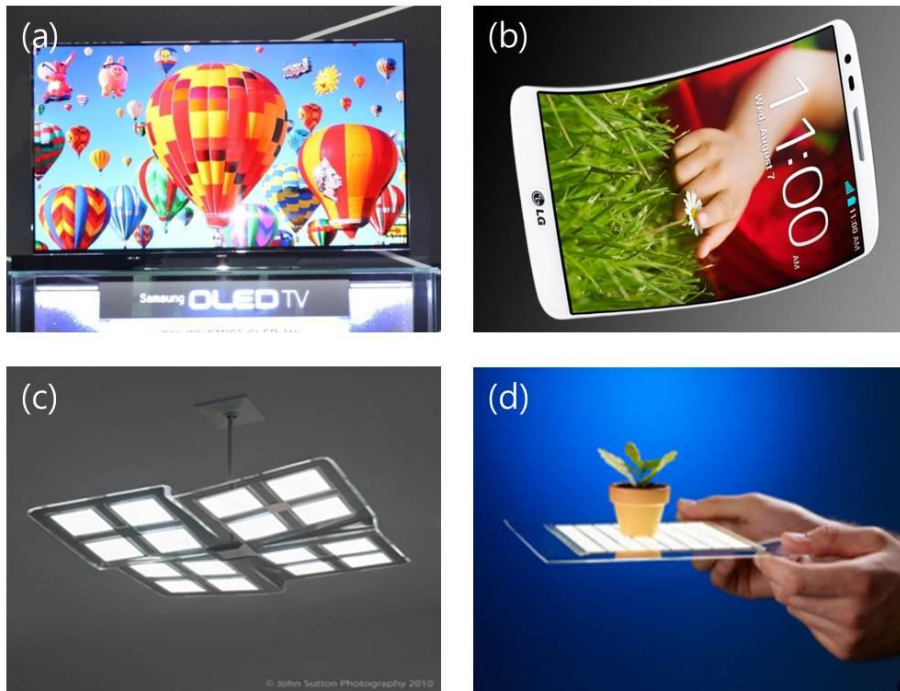 (a)
Samsung OLED TV
(b)
11:00
AM
Wed, August 7
11:00 AM
LG
(c)
© John Sutton Photography 2010
(d)